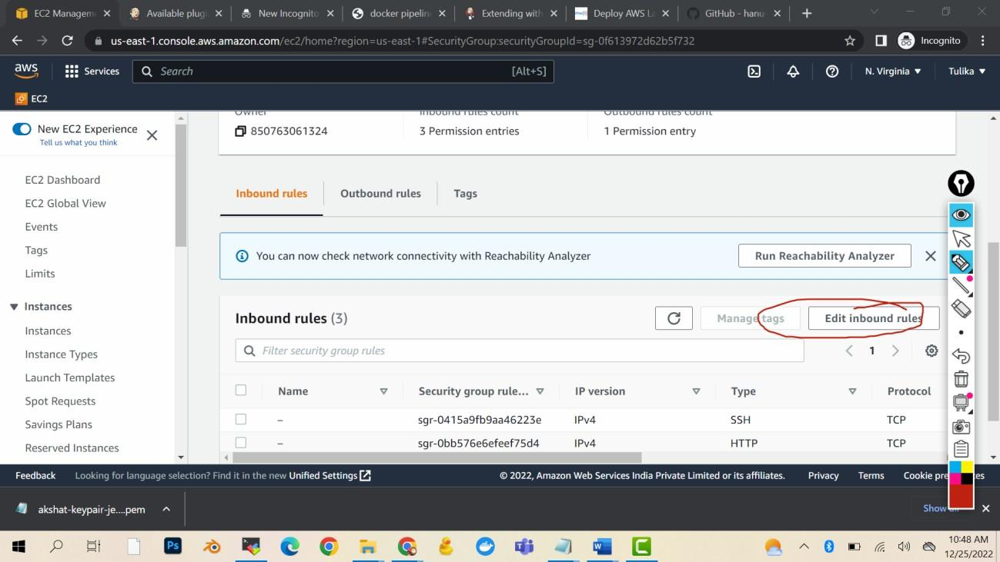 EC2 Manageme
Available plugi
New Incognito
docker pipelin
Extending with
Deploy AWS La
GitHub - hanu
us-east-1.console.aws.amazon.com/ec2/home?region=us-east-1#SecurityGroup:securityGroupId=sg-0f613972d62b5f732
Incognito
aws
Services
Search
[Alt+S]
N. Virginia
Tulika
EC2
New EC2 Experience
Tell us what you think
EC2 Dashboard
EC2 Global View
Events
Tags
Limits
Instances
Instances
Instance Types
Launch Templates
Spot Requests
Savings Plans
Reserved Instances
Owner
Inbound rules count
Outbound rules count
850763061324
3 Permission entries
1 Permission entry
Inbound rules
Outbound rules
Tags
You can now check network connectivity with Reachability Analyzer
Run Reachability Analyzer
Inbound rules (3)
Manage tags
Edit inbound rules
Filter security group rules
1
Name
Security group rule...
IP version
Type
Protocol
–
sgr-0415a9fb9aa46223e
IPv4
SSH
TCP
–
sgr-0bb576e6efeef75d4
IPv4
HTTP
TCP
Feedback
Looking for language selection? Find it in the new Unified Settings
© 2022, Amazon Web Services India Private Limited or its affiliates.
Privacy
Terms
Cookie pre
es
akshat-keypair-je....pem
Show all
Ps
10:48 AM
12/25/2022